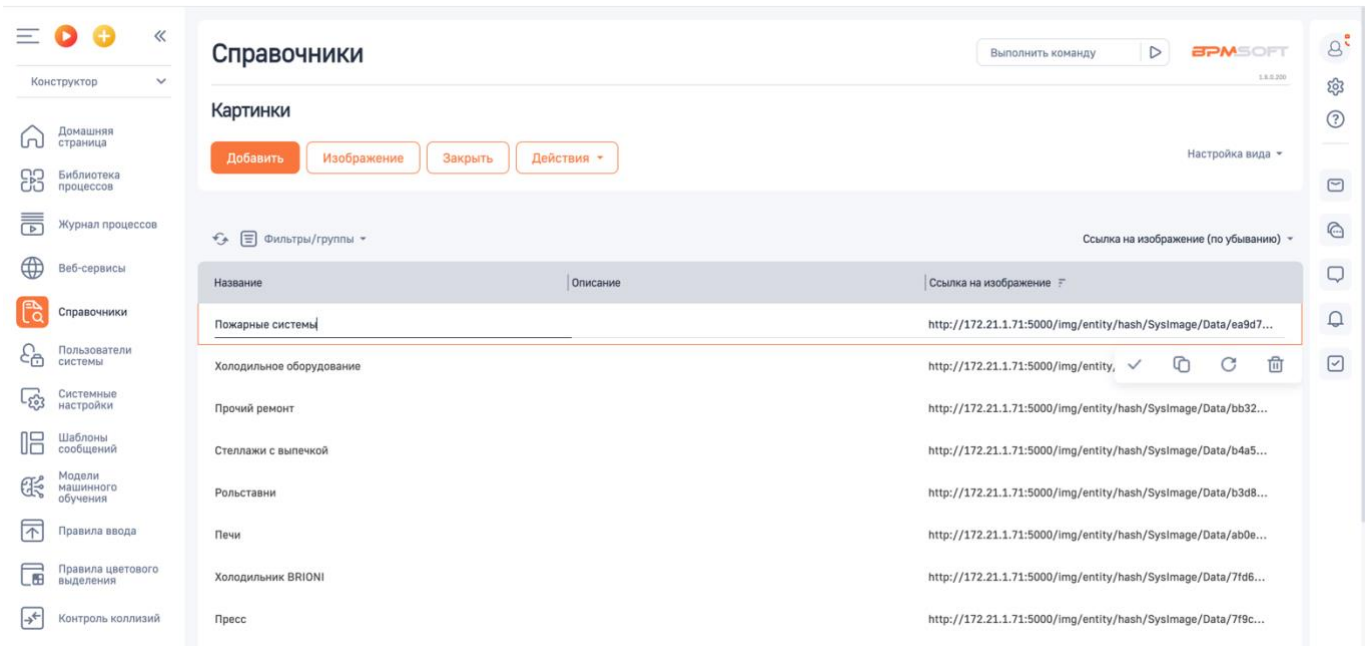 Справочники
Выполнить команду
BPMSOFT
1.6.0.200
Конструктор
Картинки
Добавить
Изображение
Закрыть
Действия
Настройка вида
Домашняя
страница
Библиотека
процессов
Журнал процессов
Веб-сервисы
Справочники
Пользователи
системы
Системные
настройки
Шаблоны
сообщений
Модели
машинного
обучения
Правила ввода
Правила цветового
выделения
Контроль коллизий
Фильтры/группы
Ссылка на изображение (по убыванию)
Название Описание Ссылка на изображение
Пожарные системы http://172.21.1.71:5000/img/entity/hash/SysImage/Data/ea9d7...
Холодильное оборудование http://172.21.1.71:5000/img/entity/
Прочий ремонт http://172.21.1.71:5000/img/entity/hash/SysImage/Data/bb32...
Стеллажи с выпечкой http://172.21.1.71:5000/img/entity/hash/SysImage/Data/b4a5...
Рольставни http://172.21.1.71:5000/img/entity/hash/SysImage/Data/b3d8...
Печи http://172.21.1.71:5000/img/entity/hash/SysImage/Data/ab0e...
Холодильник BRIONI http://172.21.1.71:5000/img/entity/hash/SysImage/Data/7fd6...
Пресс http://172.21.1.71:5000/img/entity/hash/SysImage/Data/7f9c...